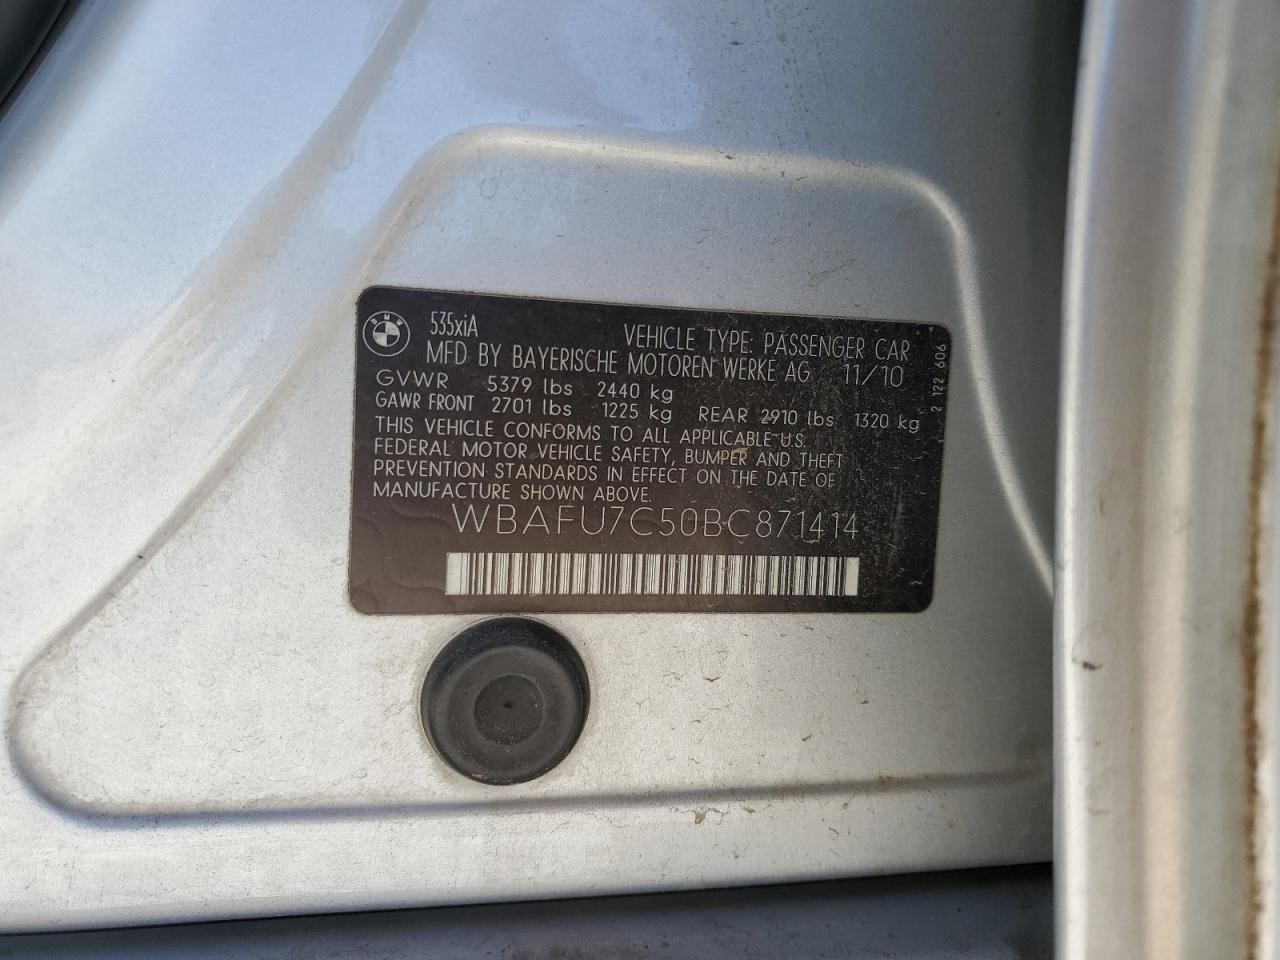 BMW
535xiA
VEHICLE TYPE: PASSENGER CAR
MFD BY BAYERISCHE MOTOREN WERKE AG 11/10
GVWR 5379 lbs 2440 kg
GAWR FRONT 2701 lbs 1225 kg REAR 2910 lbs 1320 kg
THIS VEHICLE CONFORMS TO ALL APPLICABLE U.S.
FEDERAL MOTOR VEHICLE SAFETY, BUMPER AND THEFT
PREVENTION STANDARDS IN EFFECT ON THE DATE OF
MANUFACTURE SHOWN ABOVE.
WBAFU7C50BC871414
2 122 606